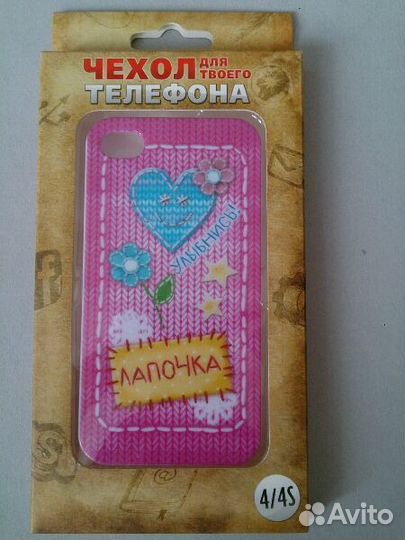 ЧЕХОЛ ДЛЯ ТВОЕГО
ТЕЛЕФОНА
УЛЫБНИСЬ!
ЛАПОЧКА
4/4S
Avito